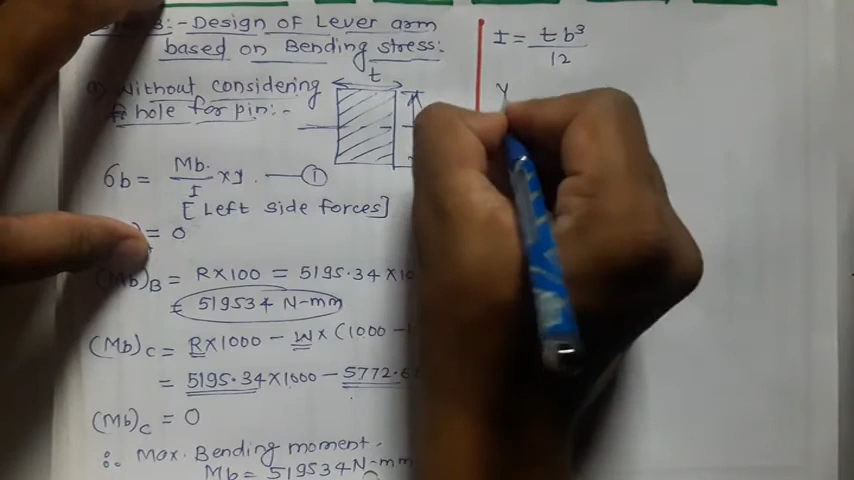 :- Design of Lever arm
based on Bending stress:
Without considering
hole for pin:-
t
σb = Mb. / I × y. — ①
[Left side forces]
= 0
(Mb)B = R×100 = 5195.34×10
= 519534 N-mm
(Mb)C = R×1000 - W×(1000 -
= 5195.34×1000 - 5772.6
(Mb)C = 0
∴ Max. Bending moment.
Mb = 519534 N-mm
I = t b³ / 12
y